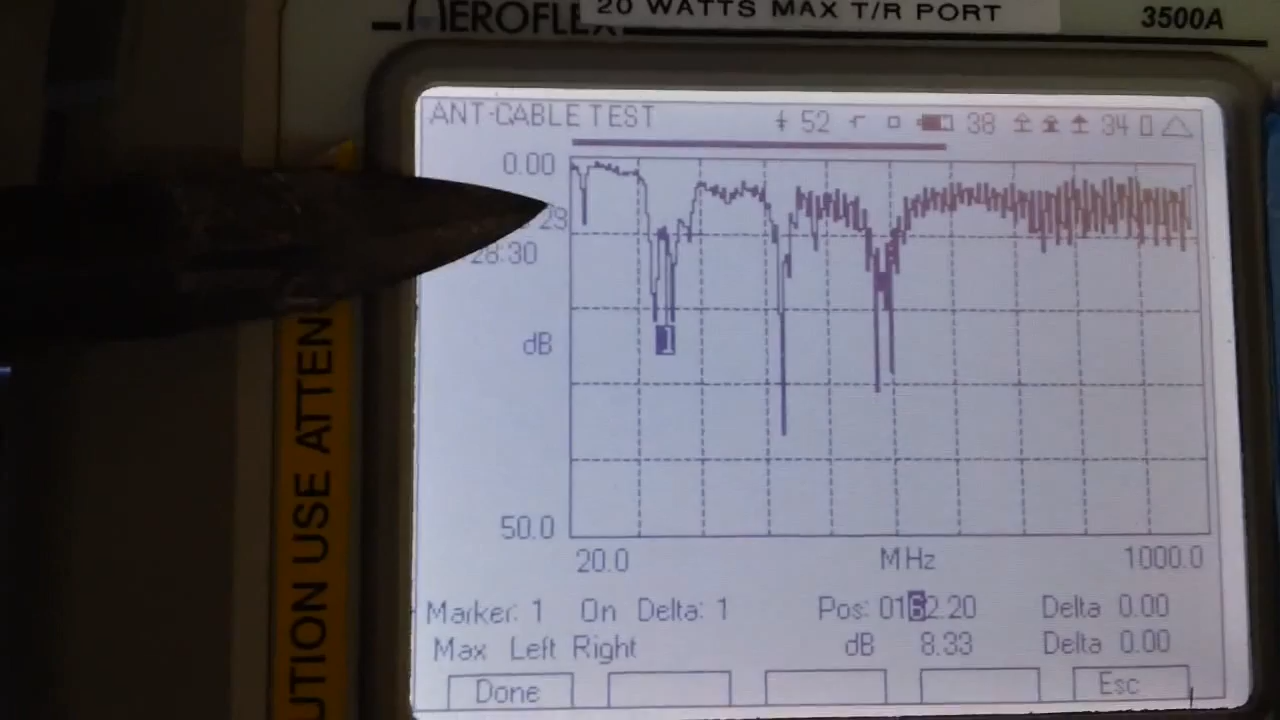 AEROFLEX
20 WATTS MAX T/R PORT
3500A
ANT-CABLE TEST
52
38
34
0.00
28:30
dB
50.0
20.0
MHz
1000.0
1
Marker: 1 On Delta: 1 Pos: 0162.20 Delta 0.00
Max Left Right dB 8.33 Delta 0.00
Done
Esc
UTION USE ATTEN